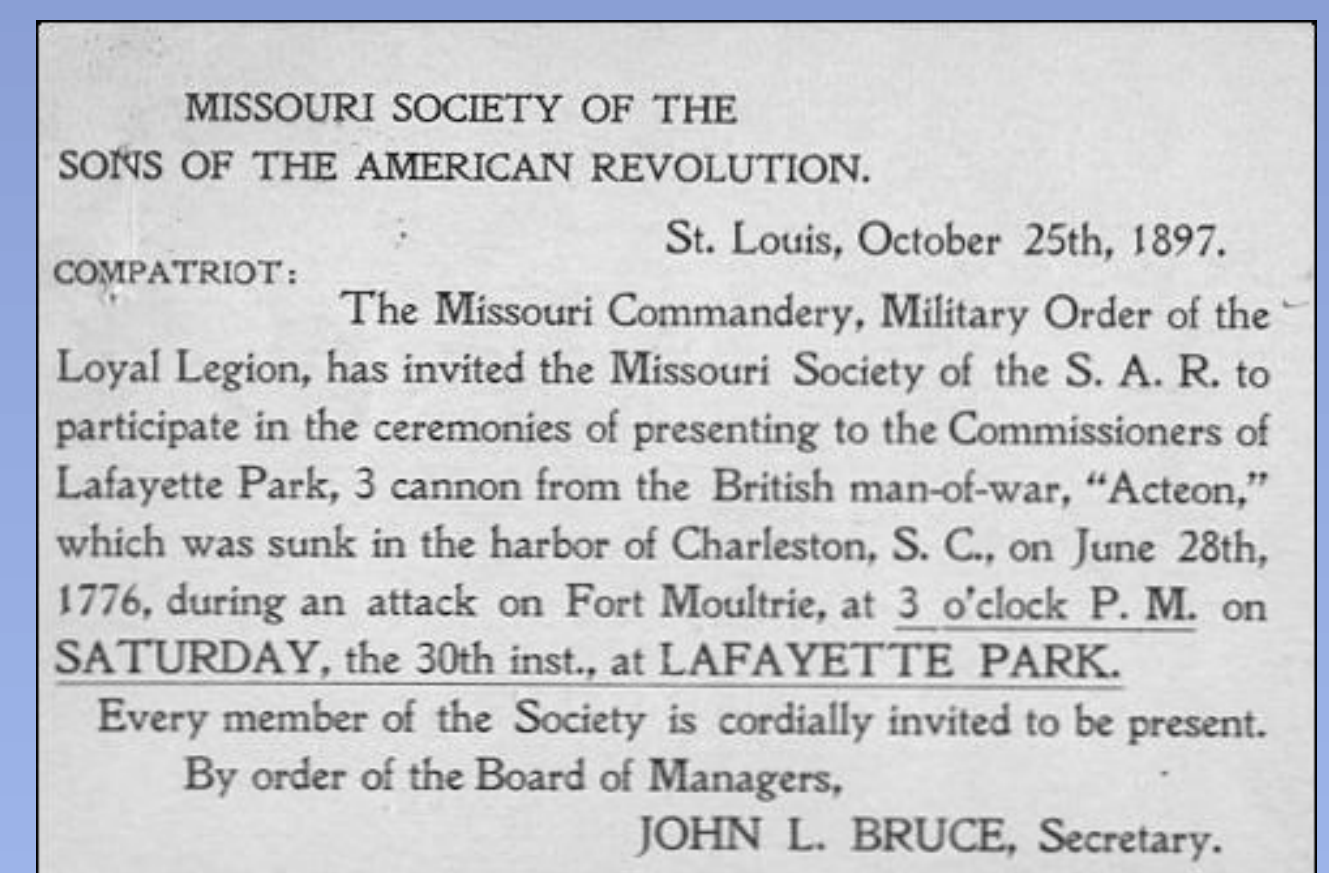 MISSOURI SOCIETY OF THE
SONS OF THE AMERICAN REVOLUTION.
St. Louis, October 25th, 1897.
COMPATRIOT:
The Missouri Commandery, Military Order of the
Loyal Legion, has invited the Missouri Society of the S. A. R. to
participate in the ceremonies of presenting to the Commissioners of
Lafayette Park, 3 cannon from the British man-of-war, “Acteon,”
which was sunk in the harbor of Charleston, S. C., on June 28th,
1776, during an attack on Fort Moultrie, at 3 o'clock P. M. on
SATURDAY, the 30th inst., at LAFAYETTE PARK.
Every member of the Society is cordially invited to be present.
By order of the Board of Managers,
JOHN L. BRUCE, Secretary.